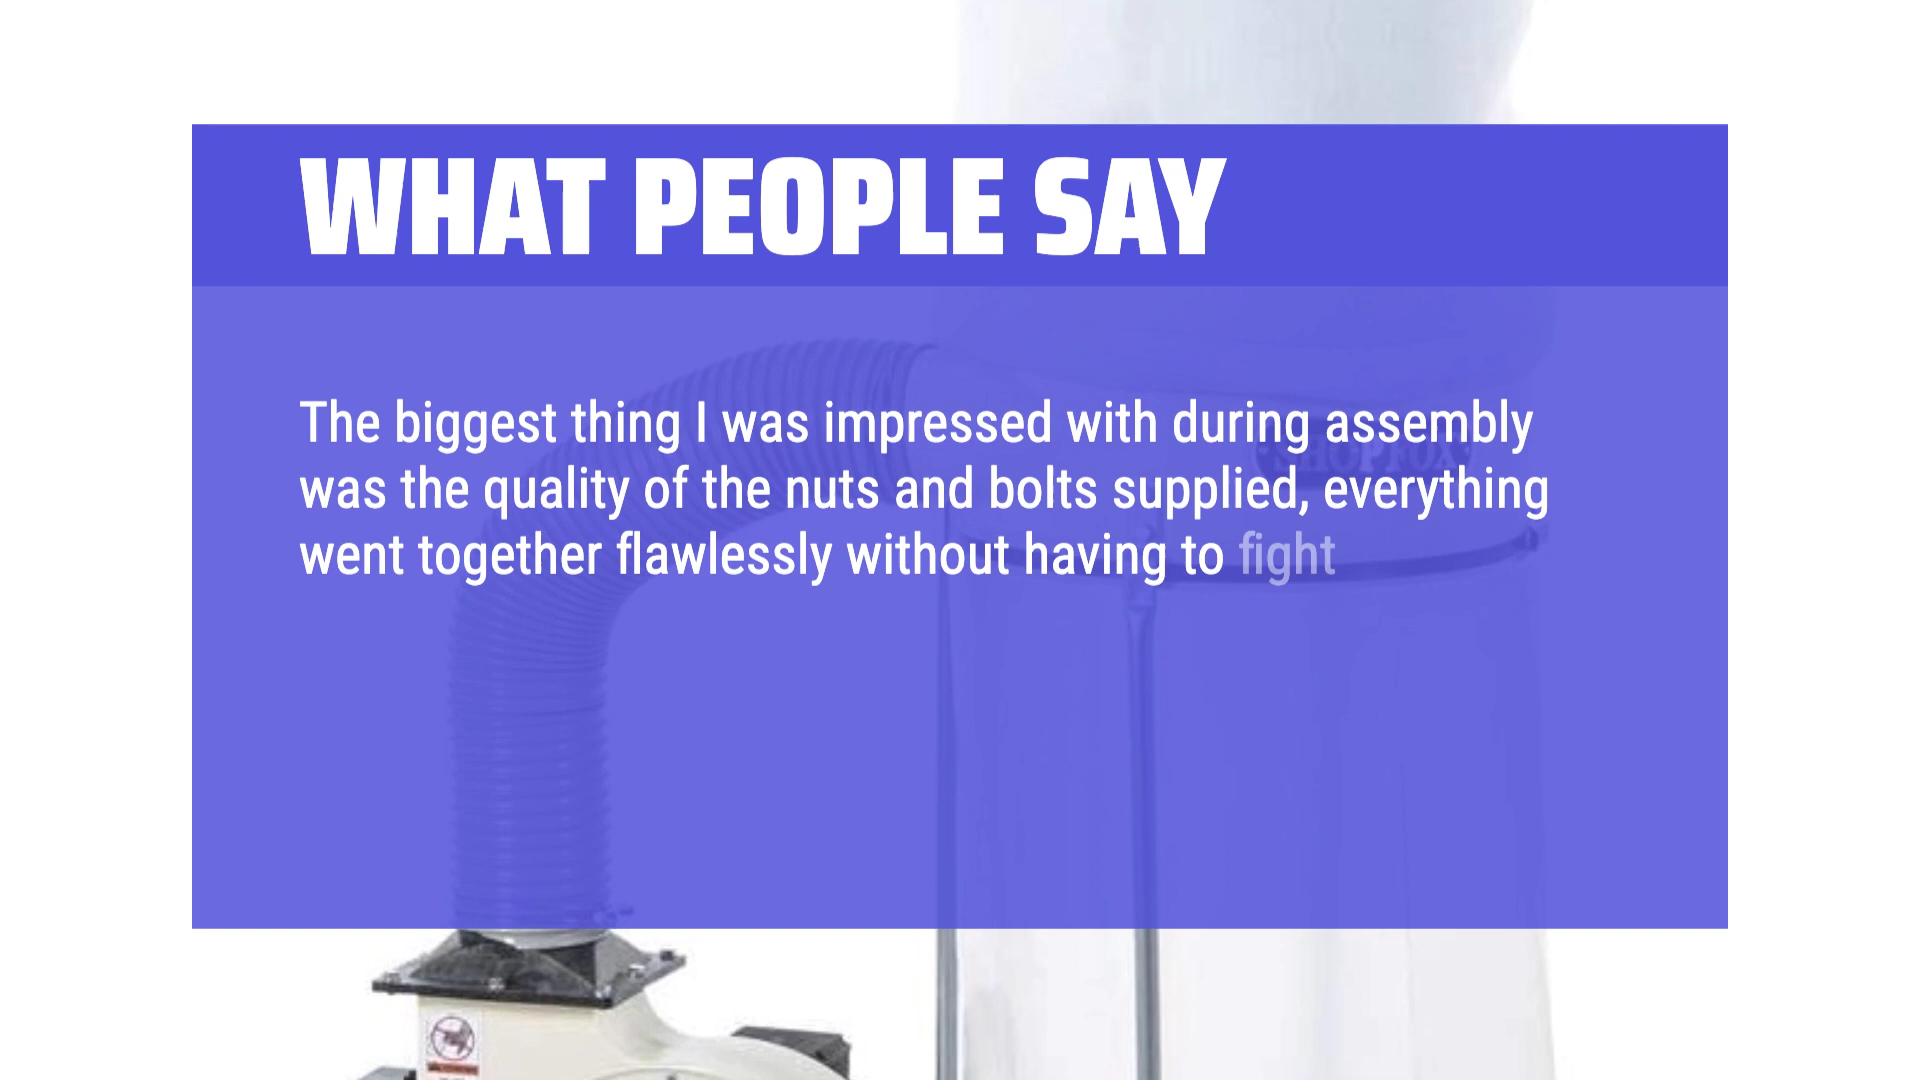 WHAT PEOPLE SAY
The biggest thing I was impressed with during assembly
was the quality of the nuts and bolts supplied, everything
went together flawlessly without having to fight
SHOPFOX